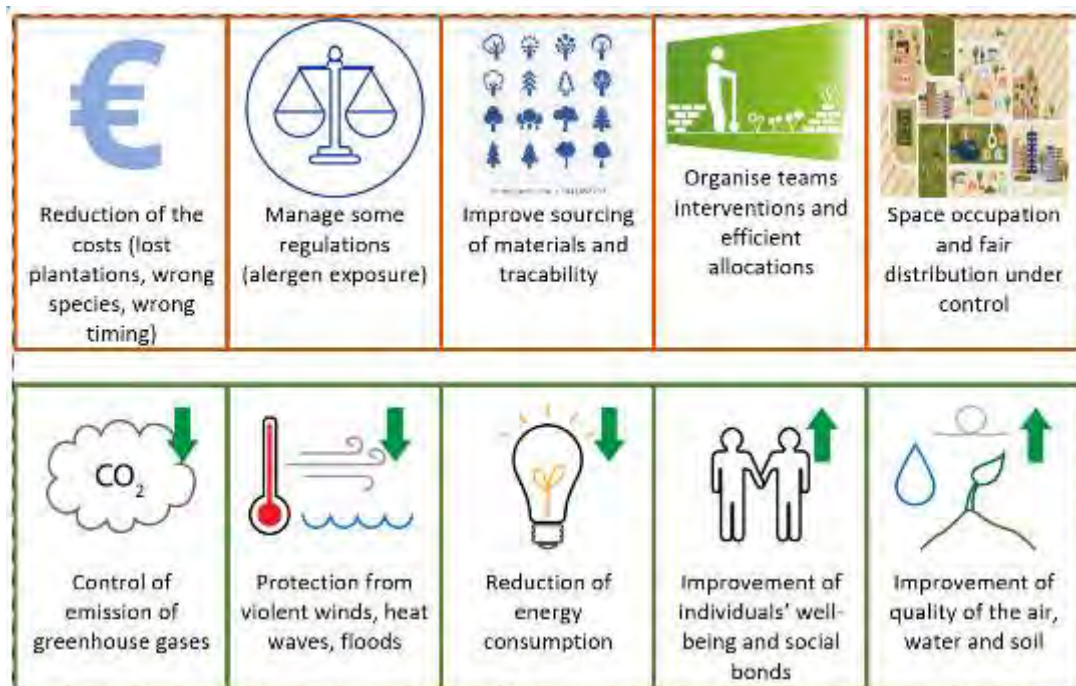 €
Reduction of the
costs (lost
plantations, wrong
species, wrong
timing)
Manage some
regulations
(alergen exposure)
Improve sourcing
of materials and
tracability
Organise teams
interventions and
efficient
allocations
Space occupation
and fair
distribution under
control
CO2
Control of
emission of
greenhouse gases
Protection from
violent winds, heat
waves, floods
Reduction of
energy
consumption
Improvement of
individuals’ well-
being and social
bonds
Improvement of
quality of the air,
water and soil